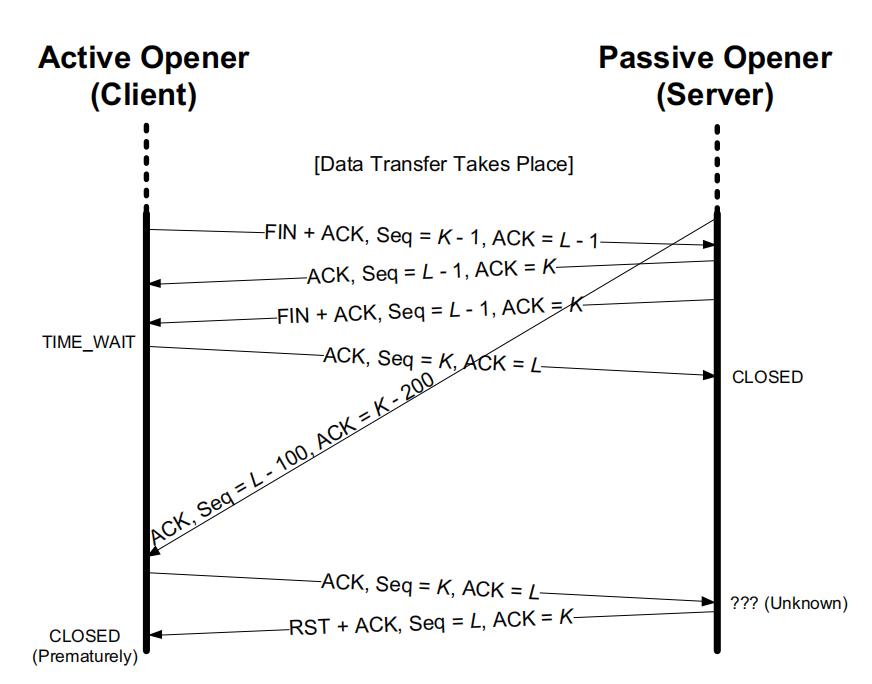 Active Opener
(Client)
Passive Opener
(Server)
[Data Transfer Takes Place]
FIN + ACK, Seq = K - 1, ACK = L - 1
ACK, Seq = L - 1, ACK = K
FIN + ACK, Seq = L - 1, ACK = K
TIME_WAIT
ACK, Seq = K, ACK = L
CLOSED
ACK, Seq = L - 100, ACK = K - 200
ACK, Seq = K, ACK = L
??? (Unknown)
RST + ACK, Seq = L, ACK = K
CLOSED
(Prematurely)